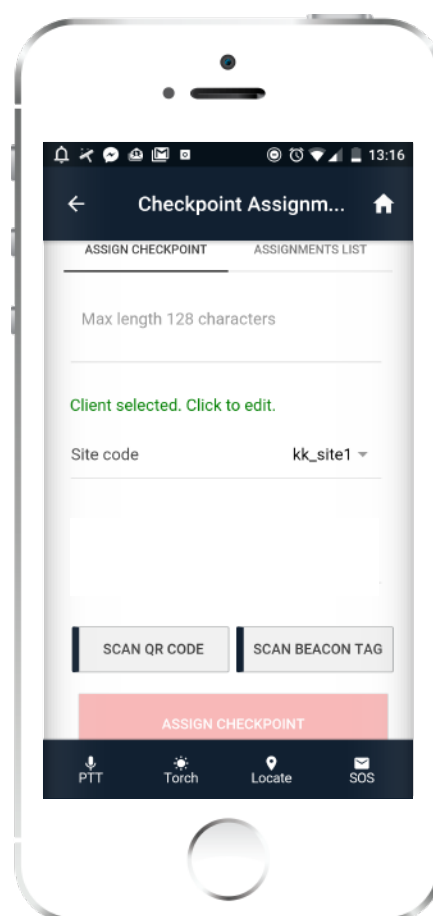 13:16
Checkpoint Assignm...
ASSIGN CHECKPOINT ASSIGNMENTS LIST
Max length 128 characters
Client selected. Click to edit.
Site code kk_site1
SCAN QR CODE SCAN BEACON TAG
ASSIGN CHECKPOINT
PTT Torch Locate SOS